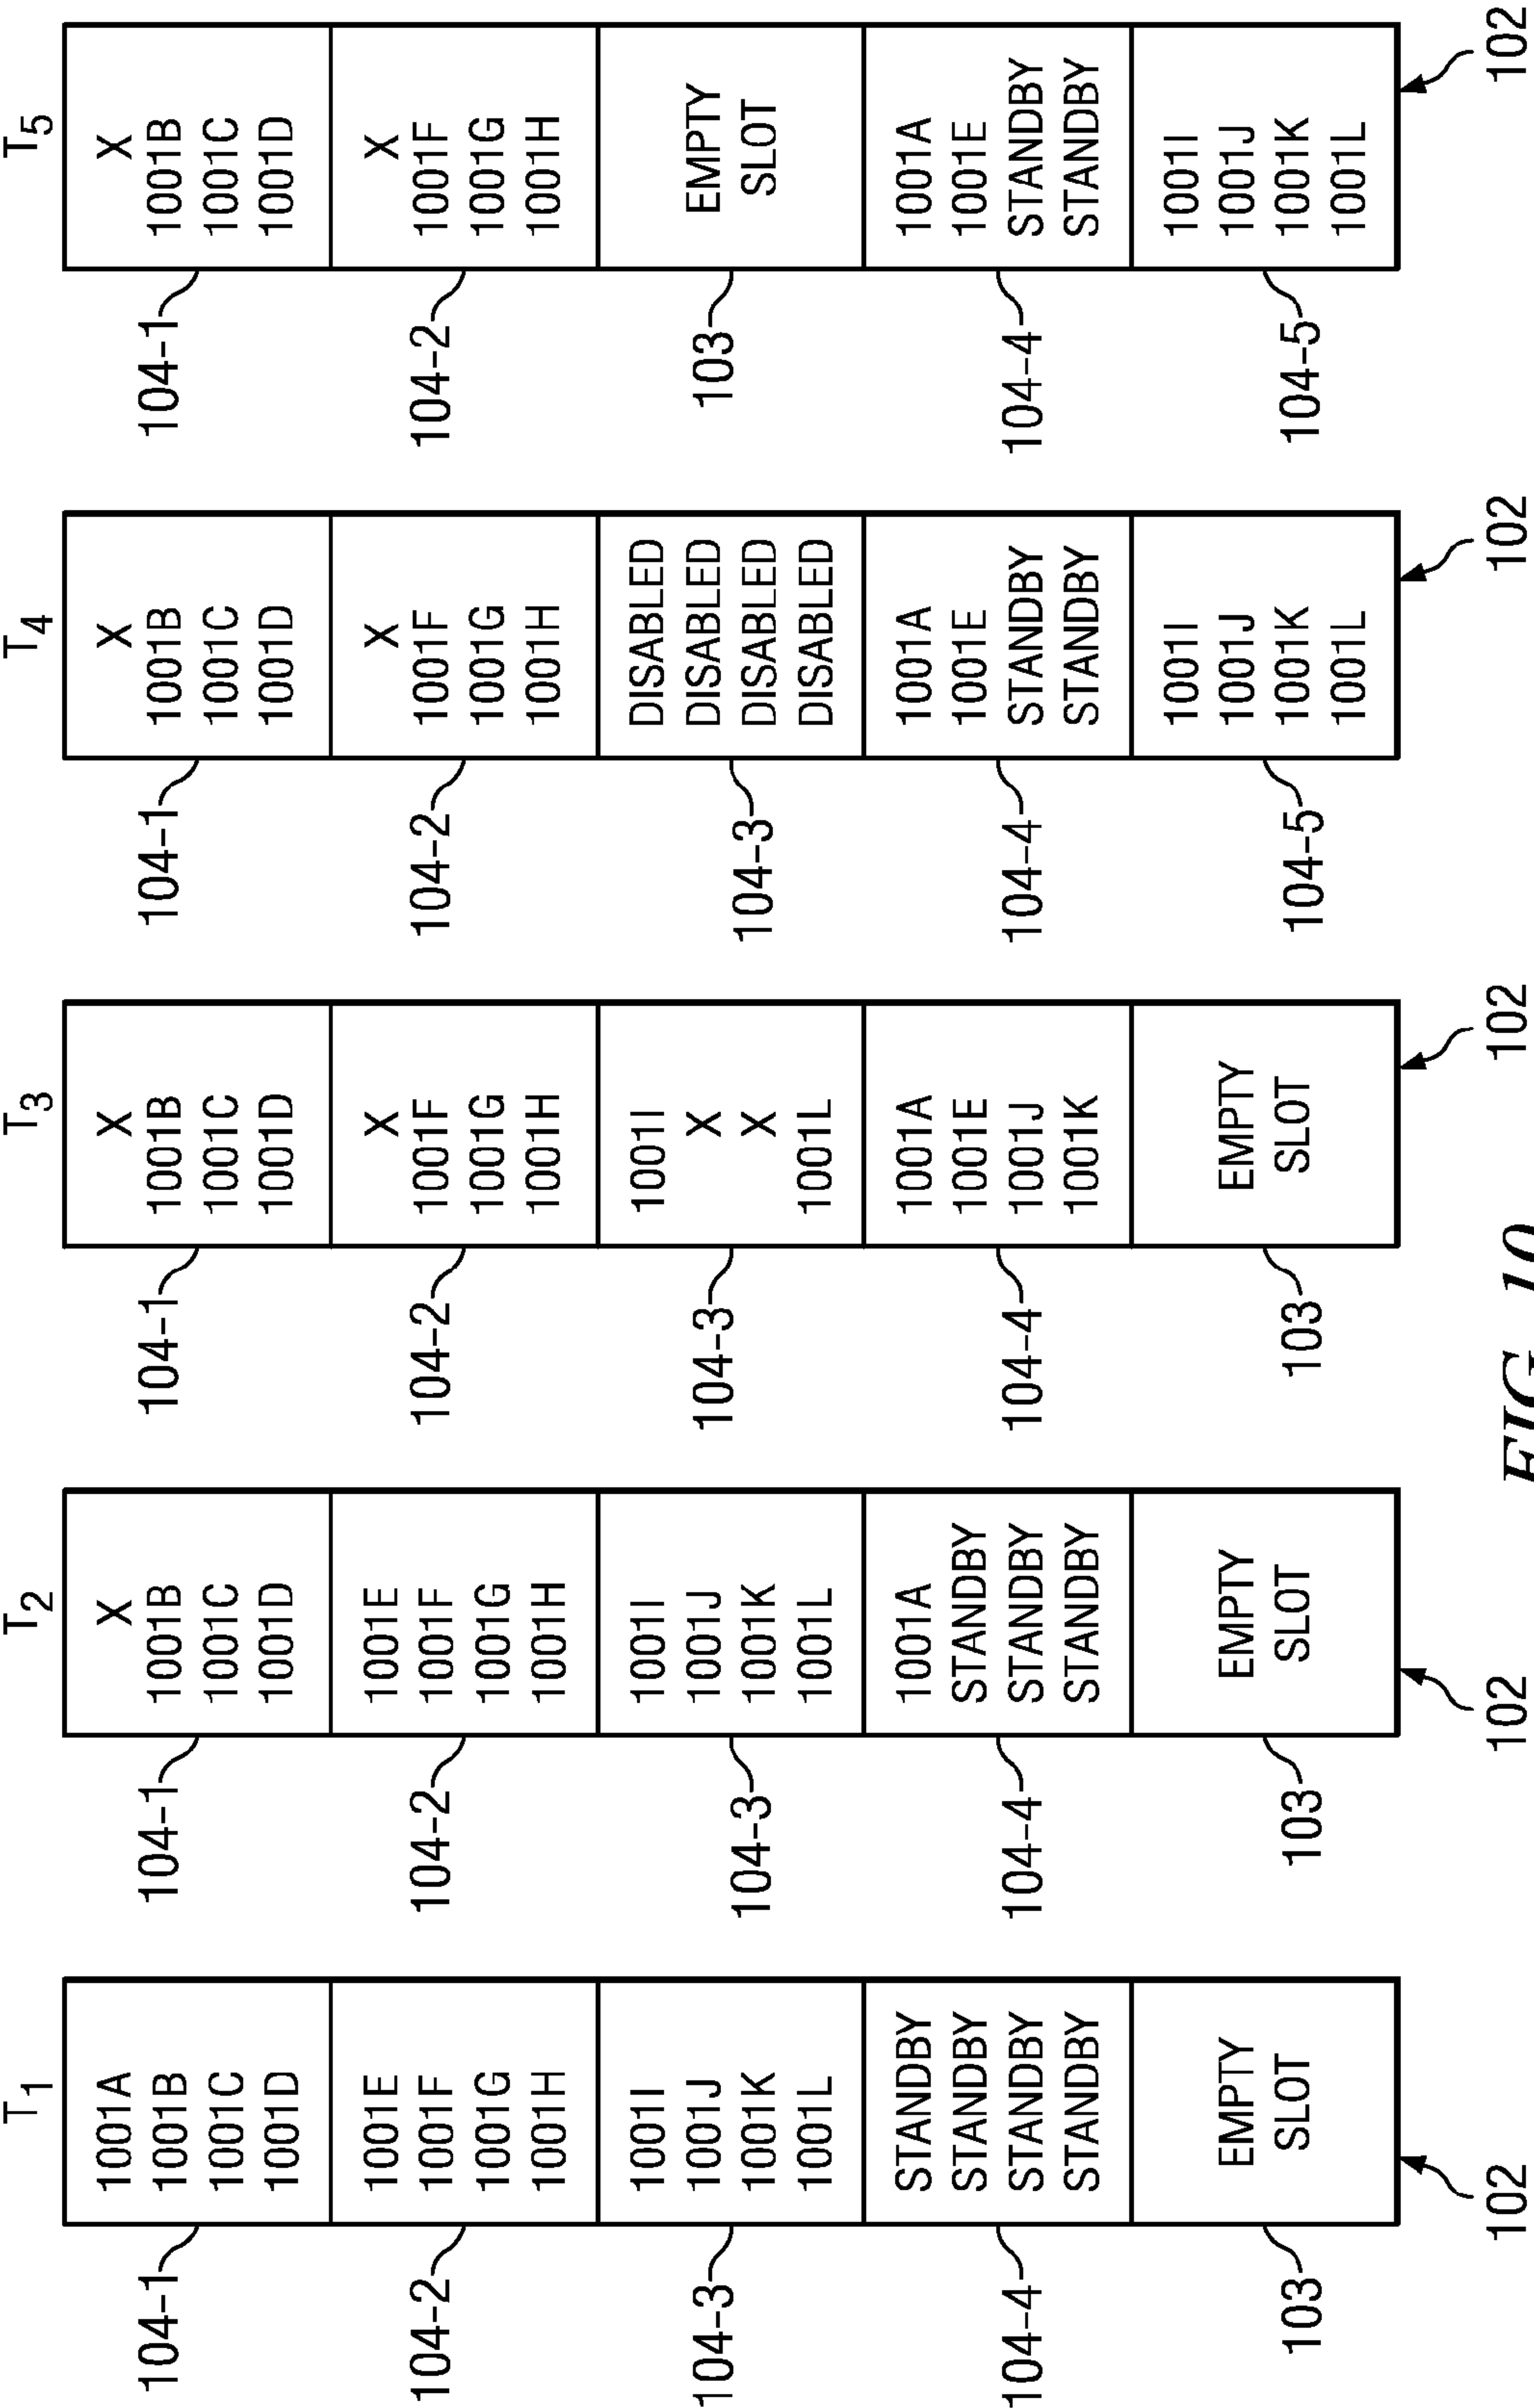 T1
104-1
1001A
1001B
1001C
1001D
104-2
1001E
1001F
1001G
1001H
104-3
1001I
1001J
1001K
1001L
104-4
STANDBY
STANDBY
STANDBY
STANDBY
103
EMPTY
SLOT
102
T2
104-1
X
1001B
1001C
1001D
104-2
1001E
1001F
1001G
1001H
104-3
1001I
1001J
1001K
1001L
104-4
1001A
STANDBY
STANDBY
STANDBY
103
EMPTY
SLOT
102
T3
104-1
X
1001B
1001C
1001D
104-2
X
1001F
1001G
1001H
104-3
1001I
X
X
1001L
104-4
1001A
1001E
1001J
1001K
103
EMPTY
SLOT
102
T4
104-1
X
1001B
1001C
1001D
104-2
X
1001F
1001G
1001H
104-3
DISABLED
DISABLED
DISABLED
DISABLED
104-4
1001A
1001E
STANDBY
STANDBY
104-5
1001I
1001J
1001K
1001L
102
T5
104-1
X
1001B
1001C
1001D
104-2
X
1001F
1001G
1001H
103
EMPTY
SLOT
104-4
1001A
1001E
STANDBY
STANDBY
104-5
1001I
1001J
1001K
1001L
102
FIG. 10